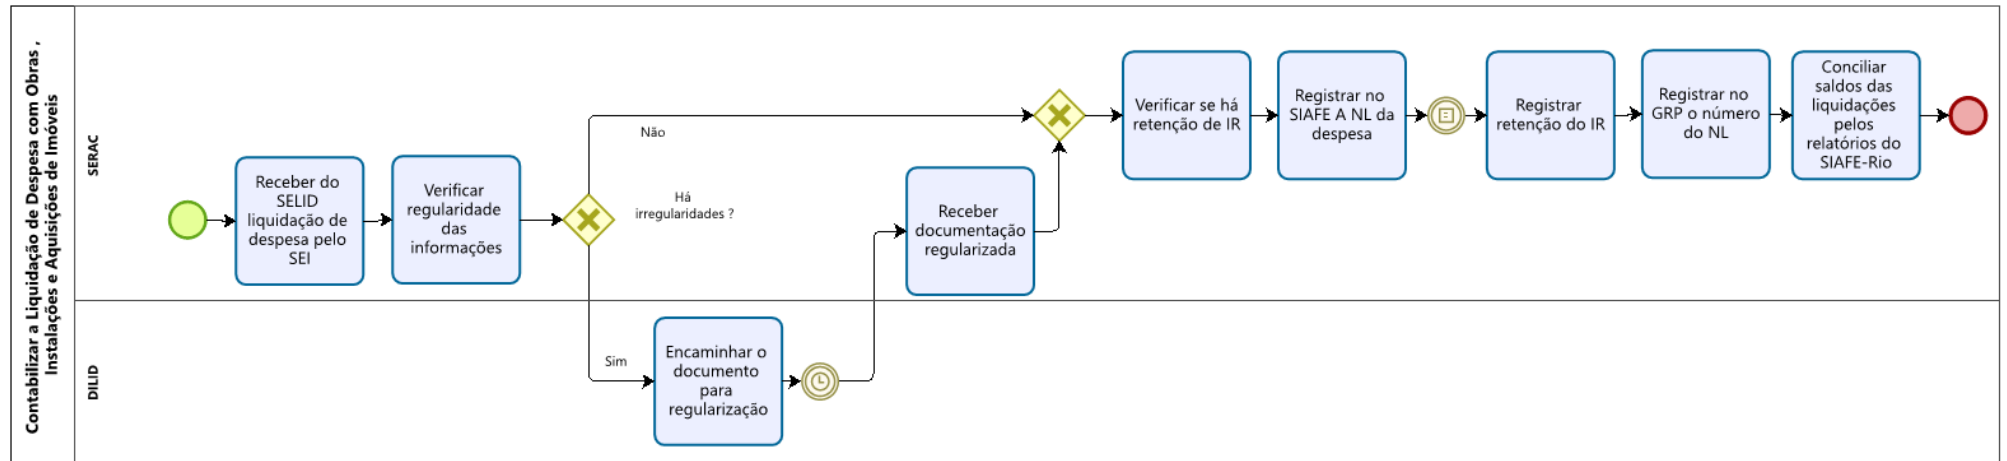 Contabilizar a Liquidação de Despesa com Obras ,
Instalações e Aquisições de Imóveis
SERAC
Receber do
SELID
liquidação de
despesa pelo
SEI
Verificar
regularidade
das
informações
Não
Há
irregularidades ?
Receber
documentação
regularizada
Verificar se há
retenção de IR
Registrar no
SIAFE A NL da
despesa
Registrar
retenção do IR
Registrar no
GRP o número
do NL
Conciliar
saldos das
liquidações
pelos
relatórios do
SIAFE-Rio
DILID
Sim
Encaminhar o
documento
para
regularização